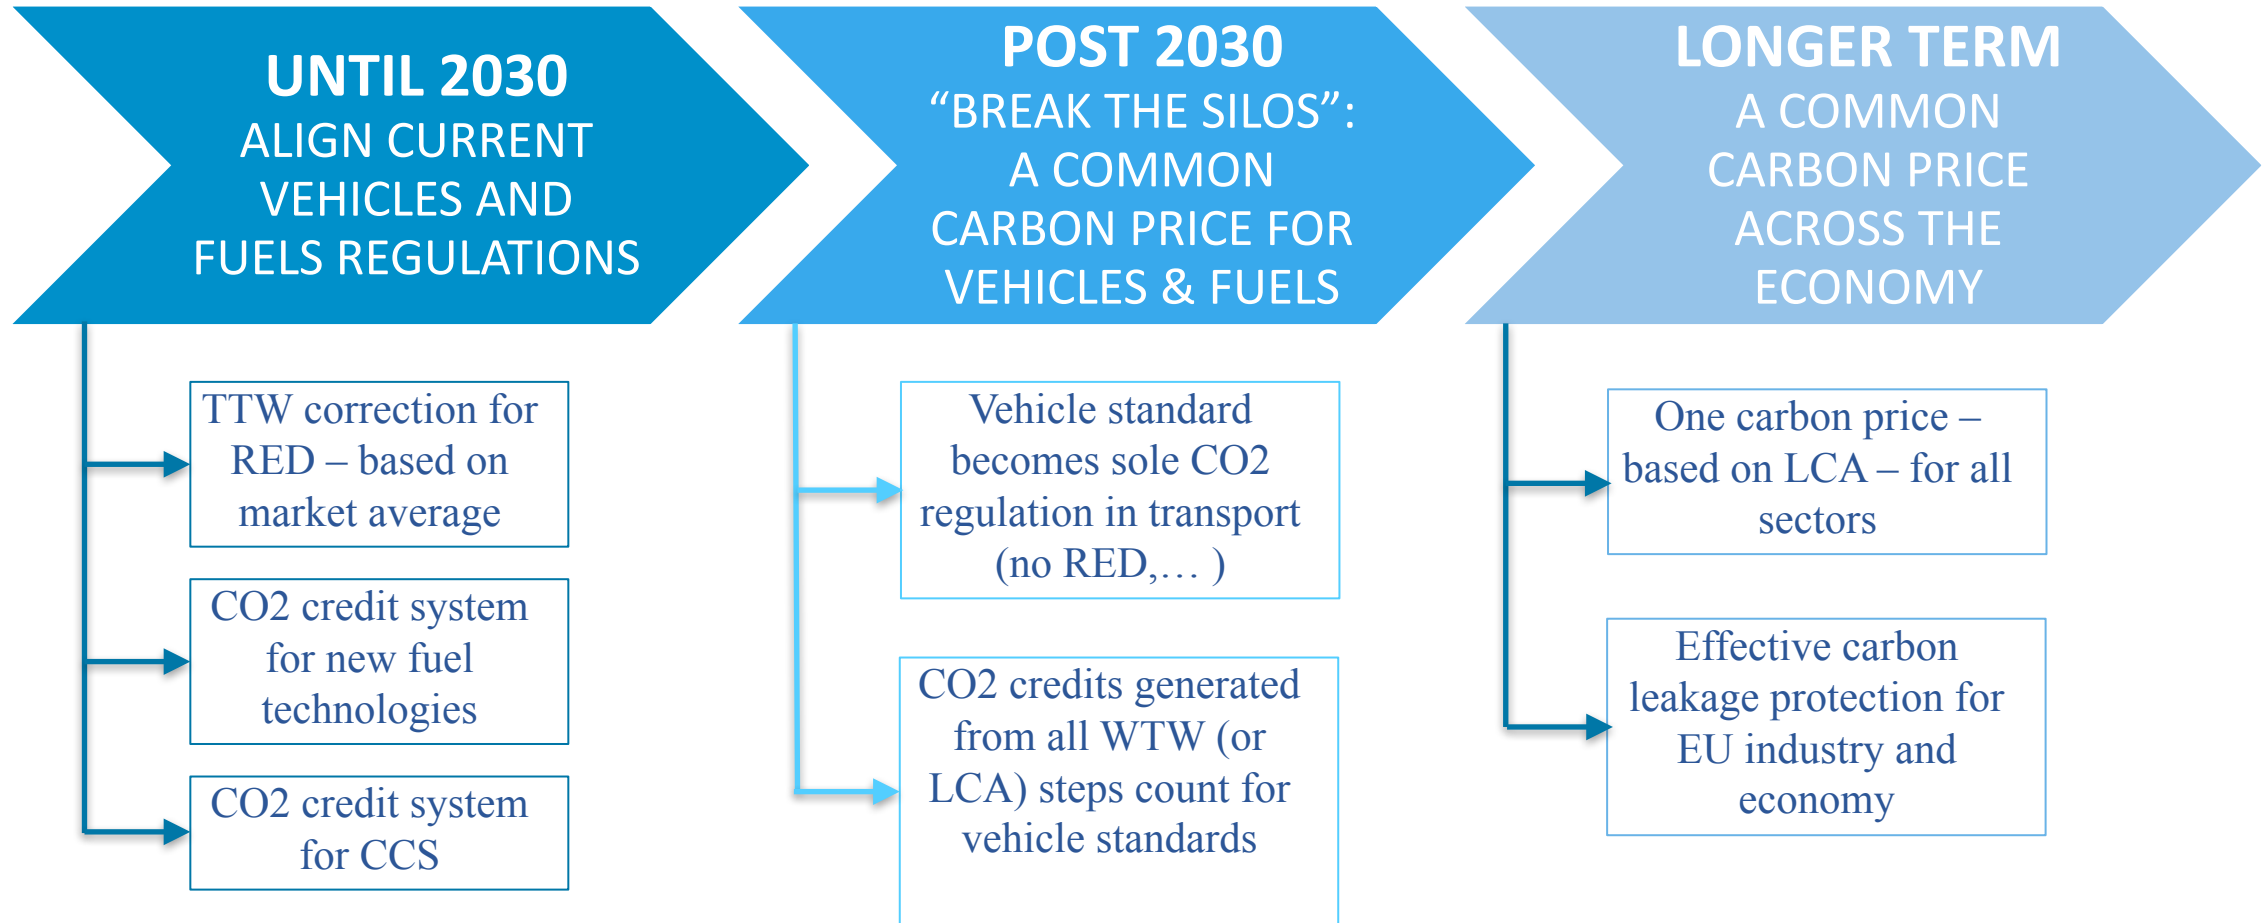 UNTIL 2030
ALIGN CURRENT
VEHICLES AND
FUELS REGULATIONS
TTW correction for
RED – based on
market average
CO2 credit system
for new fuel
technologies
CO2 credit system
for CCS
POST 2030
“BREAK THE SILOS”:
A COMMON
CARBON PRICE FOR
VEHICLES & FUELS
Vehicle standard
becomes sole CO2
regulation in transport
(no RED,… )
CO2 credits generated
from all WTW (or
LCA) steps count for
vehicle standards
LONGER TERM
A COMMON
CARBON PRICE
ACROSS THE
ECONOMY
One carbon price –
based on LCA – for all
sectors
Effective carbon
leakage protection for
EU industry and
economy